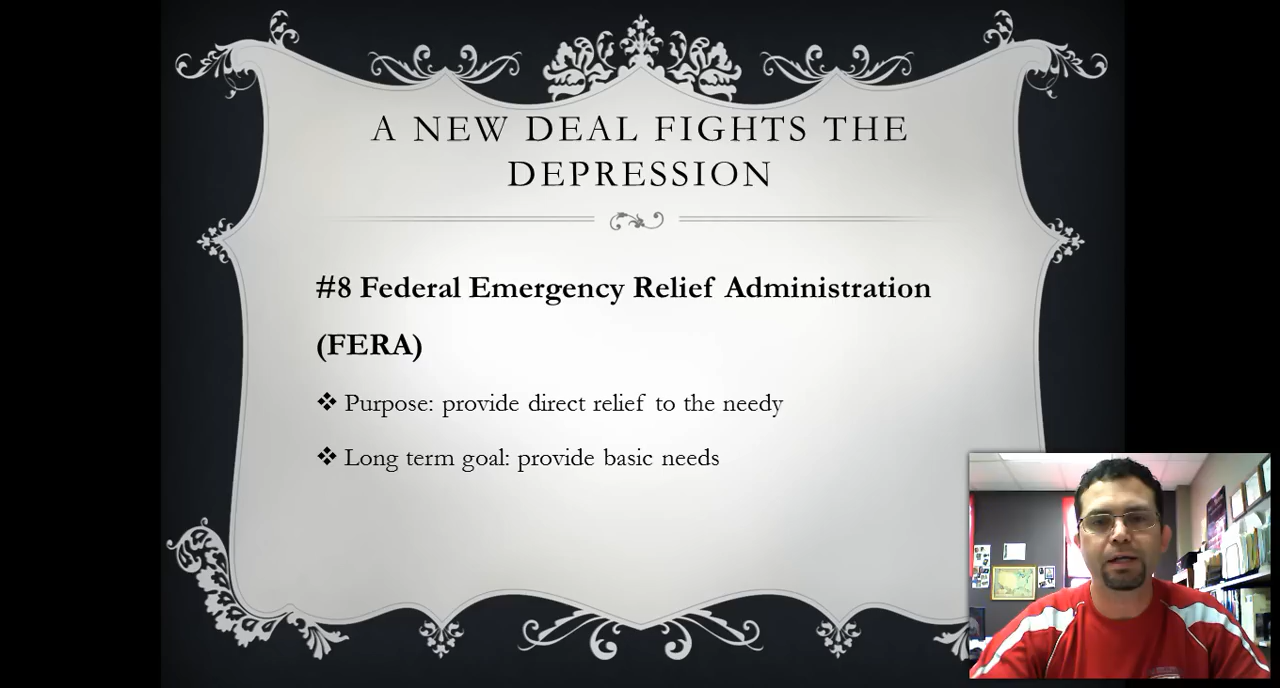 A NEW DEAL FIGHTS THE
DEPRESSION
#8 Federal Emergency Relief Administration
(FERA)
❖ Purpose: provide direct relief to the needy
❖ Long term goal: provide basic needs